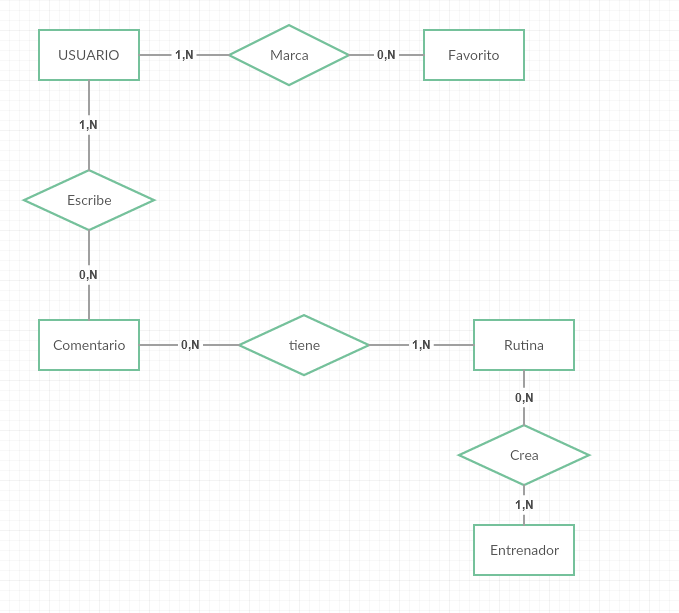 USUARIO
1,N
Marca
0,N
Favorito
1,N
Escribe
0,N
Comentario
0,N
tiene
1,N
Rutina
0,N
Crea
1,N
Entrenador